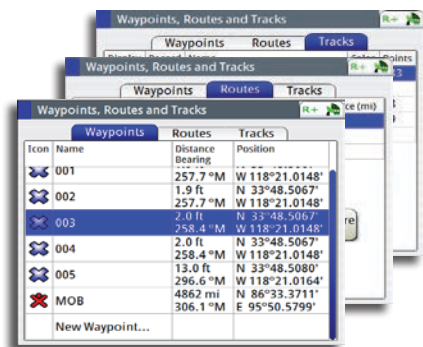 Waypoints, Routes and Tracks
R+
Waypoints Routes Tracks
Points
Waypoints, Routes and Tracks
R+
Waypoints Routes Tracks
(mi)
Waypoints, Routes and Tracks
R+
Waypoints Routes Tracks
Icon Name Distance Position
Bearing
001 257.7 °M W 118°21.0148'
1.9 ft N 33°48.5067'
002
257.7 °M W 118°21.0148'
2.0 ft N 33°48.5067'
003
258.4 °M W 118°21.0148'
2.0 ft N 33°48.5067'
004
258.4 °M W 118°21.0148'
13.0 ft N 33°48.5080'
005
296.6 °M W 118°21.0164'
4862 mi N 86°33.3711'
MOB
306.1 °M E 95°50.5799'
New Waypoint...